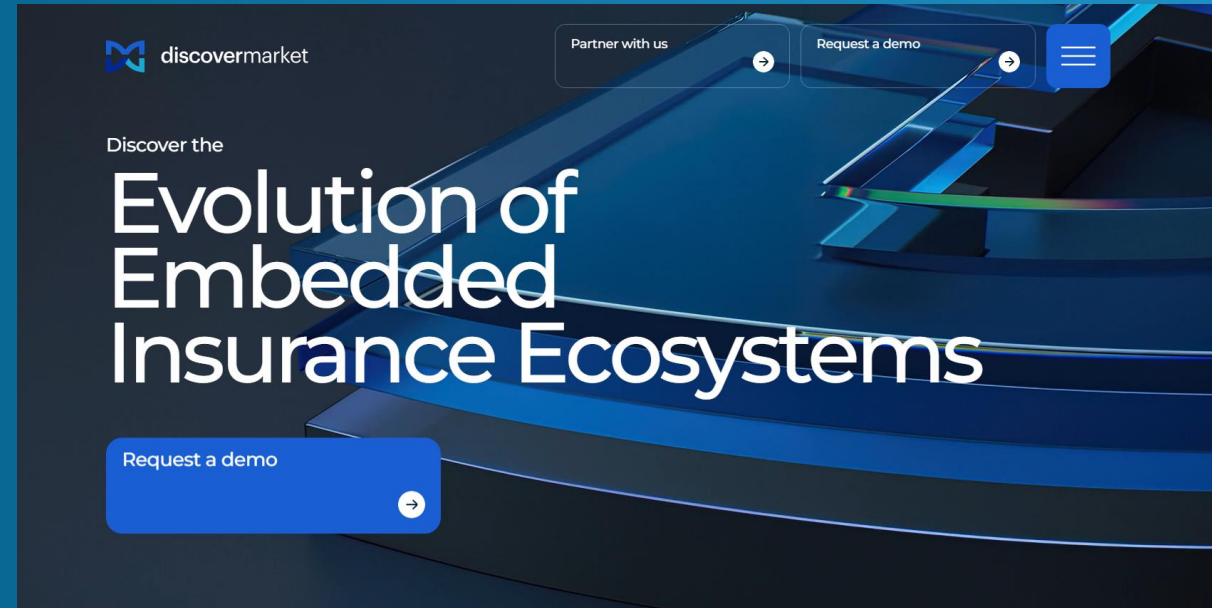 discovermarket
Partner with us
Request a demo
Discover the
Evolution of
Embedded
Insurance Ecosystems
Request a demo